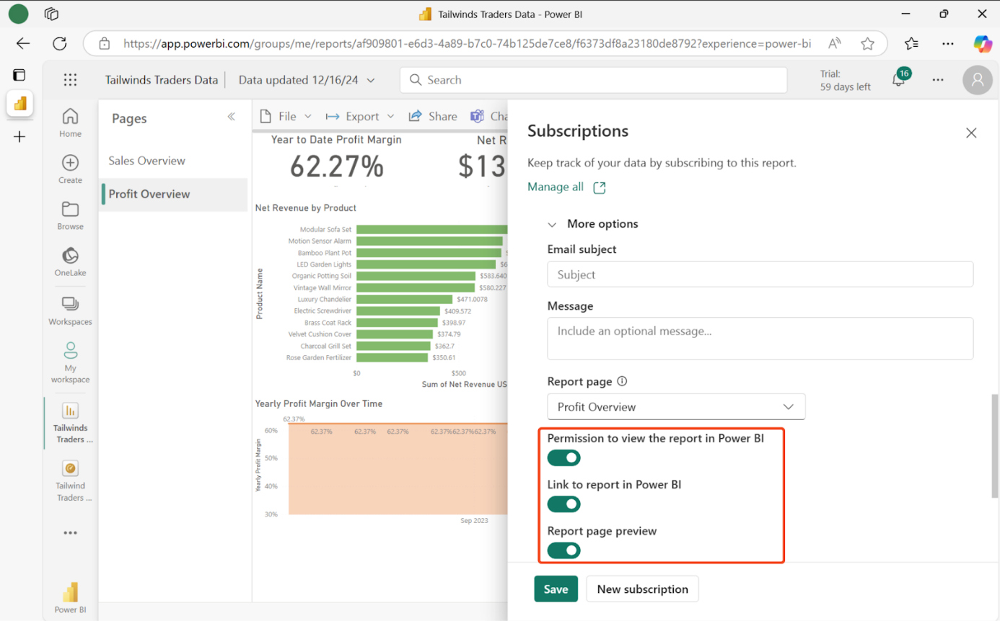 Tailwinds Traders Data - Power BI
https://app.powerbi.com/groups/me/reports/af909801-e6d3-4a89-b7c0-74b125de7ce8/f6373df8a23180de8792?experience=power-bi
Tailwinds Traders Data
Data updated 12/16/24
Search
Trial:
59 days left
16
Home
Create
Browse
OneLake
Workspaces
My
workspace
Tailwinds
Traders ...
Tailwind
Traders ...
Power BI
Pages
Sales Overview
Profit Overview
File
Export
Share
Cha
Year to Date Profit Margin
62.27%
Net R
$13
Net Revenue by Product
Product Name
Modular Sofa Set
Motion Sensor Alarm
Bamboo Plant Pot
LED Garden Lights $6
Organic Potting Soil $583.640
Vintage Wall Mirror $580.227
Luxury Chandelier $471.0078
Electric Screwdriver $409.572
Brass Coat Rack $398.97
Velvet Cushion Cover $374.79
Charcoal Grill Set $362.7
Rose Garden Fertilizer $350.61
$0 $500
Sum of Net Revenue US
Yearly Profit Margin Over Time
Yearly Profit Margin
62.37%
60% 62.37% 62.37% 62.37% 62.37%62.37%62.37%
50%
40%
30%
Sep 2023
Subscriptions
Keep track of your data by subscribing to this report.
Manage all
More options
Email subject
Subject
Message
Include an optional message...
Report page
Profit Overview
Permission to view the report in Power BI
Link to report in Power BI
Report page preview
Save
New subscription